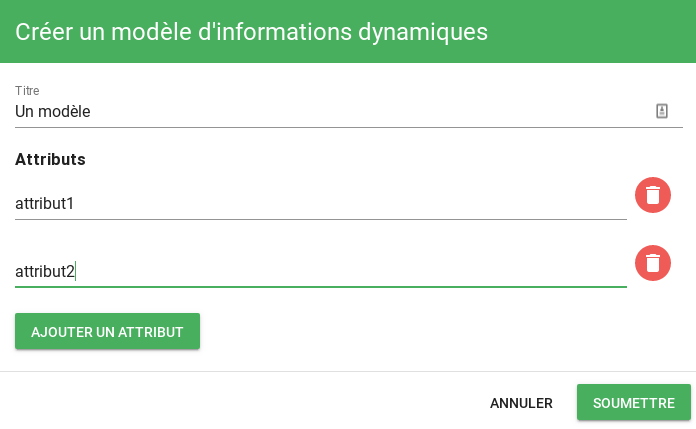 Créer un modèle d'informations dynamiques
Titre
Un modèle
Attributs
attribut1
attribut2
AJOUTER UN ATTRIBUT
ANNULER
SOUMETTRE